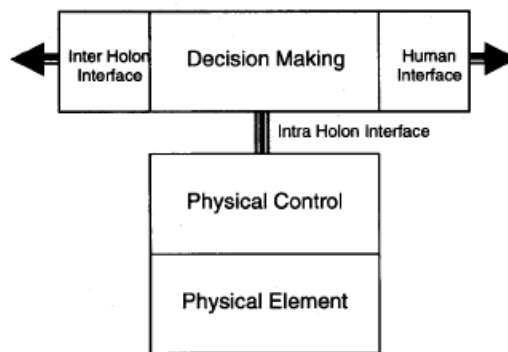 Inter Holon
Interface
Decision Making
Human
Interface
Intra Holon Interface
Physical Control
Physical Element